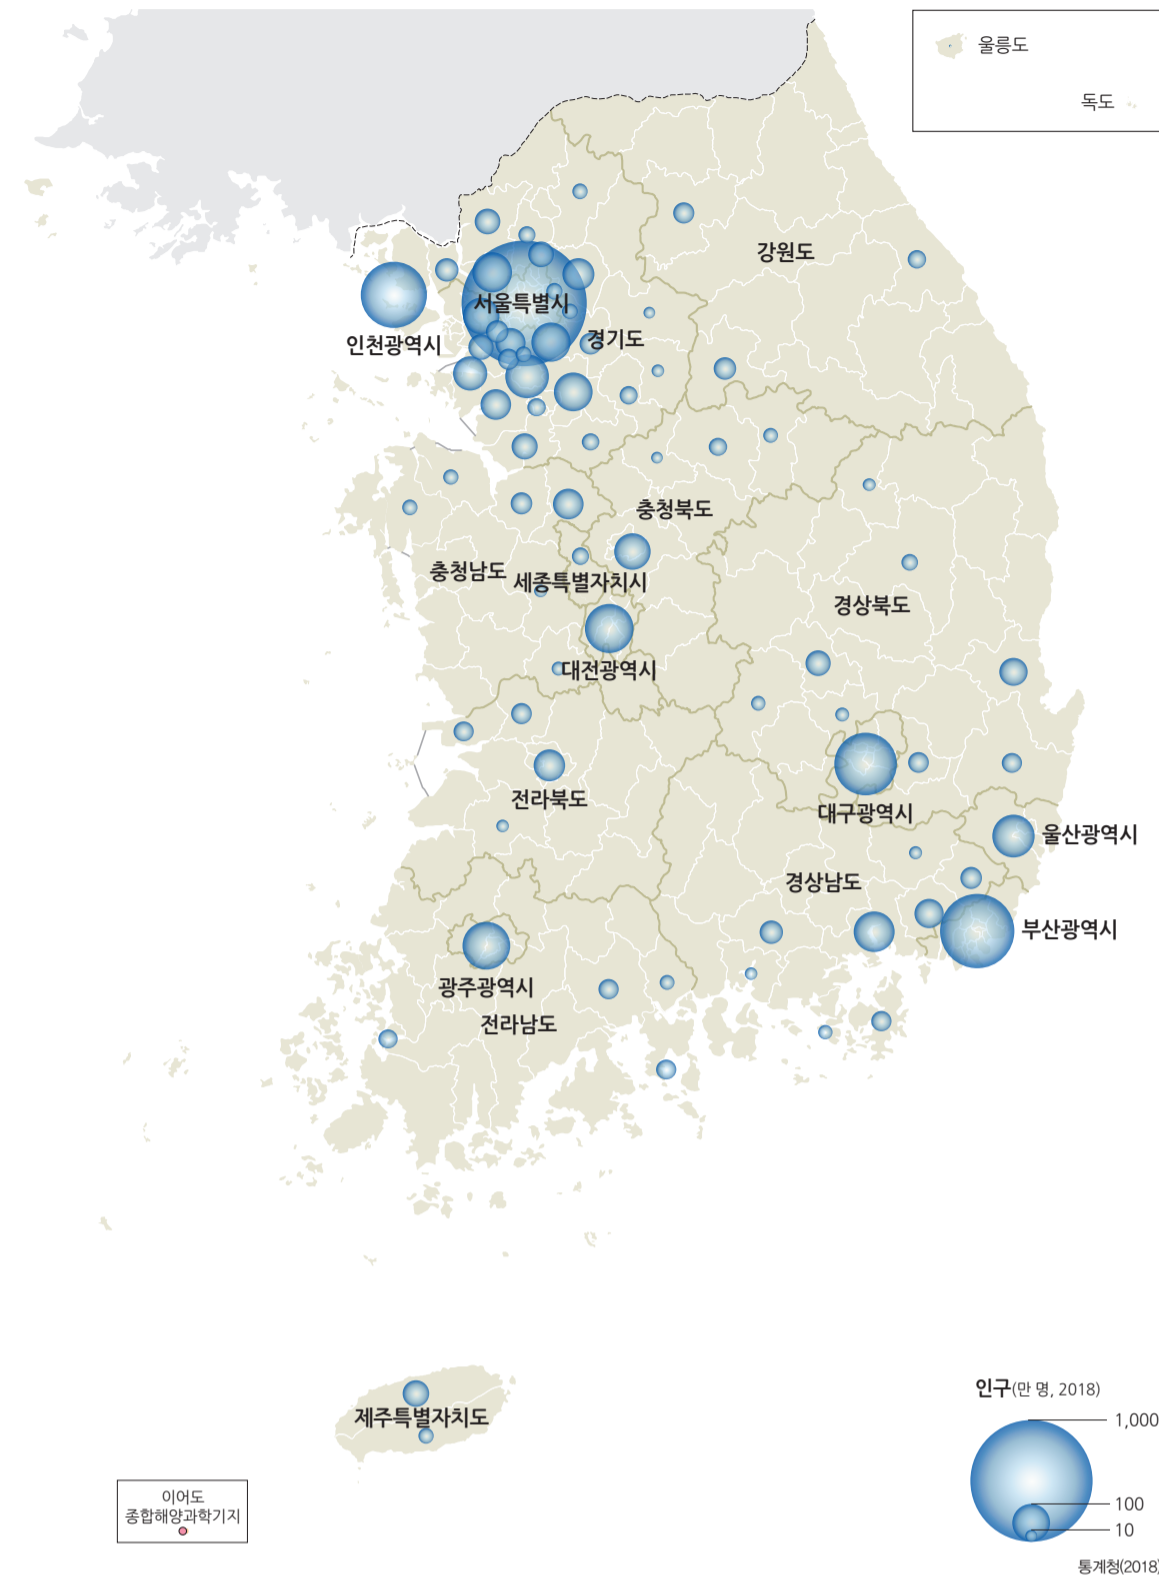 울릉도
독도
강원도
서울특별시
경기도
인천광역시
충청북도
충청남도
세종특별자치시
경상북도
대전광역시
전라북도
대구광역시
울산광역시
경상남도
부산광역시
광주광역시
전라남도
제주특별자치도
인구(만 명, 2018)
1,000
100
10
이어도
종합해양과학기지
통계청(2018)